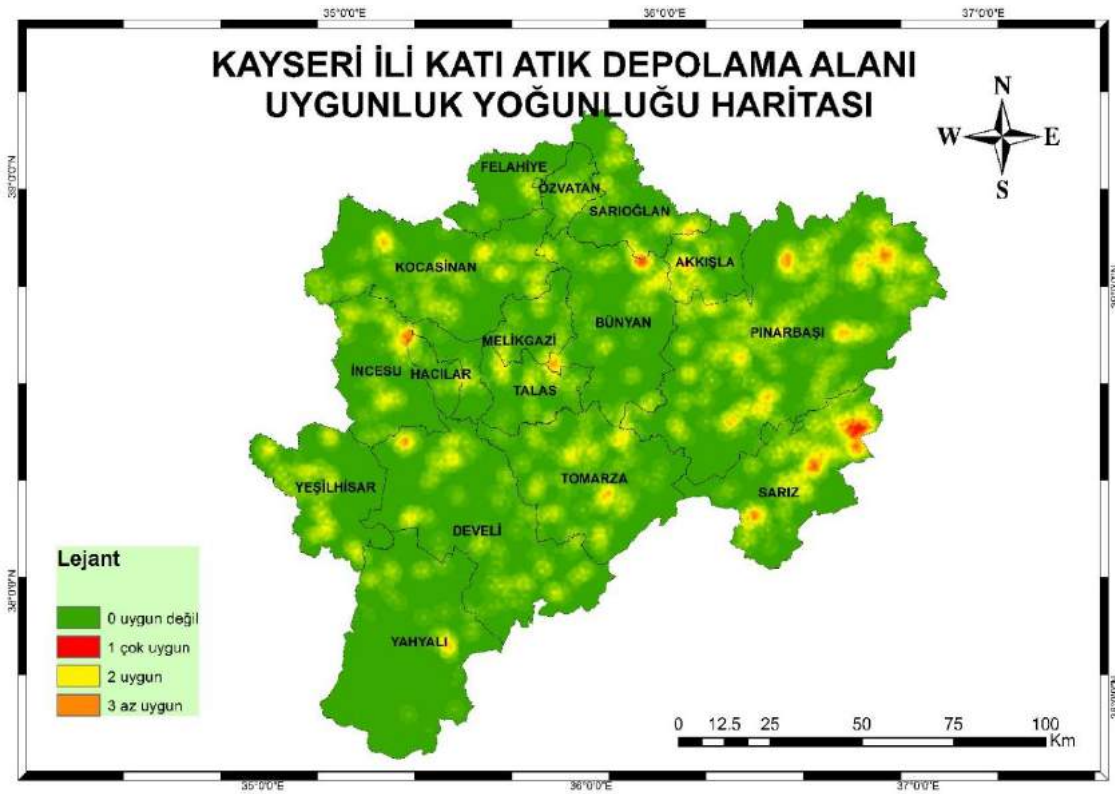 35°0'0"E
36°0'0"E
37°0'0"E
KAYSERİ İLİ KATI ATIK DEPOLAMA ALANI
UYGUNLUK YOĞUNLUĞU HARİTASI
N
W E
S
FELAHİYE
ÖZVATAN
SARIOĞLAN
KOCASİNAN
AKKIŞLA
BÜNYAN
PINARBAŞI
MELİKGAZİ
İNCESU
HACILAR
TALAS
TOMARZA
SARIZ
YEŞİLHİSAR
DEVELİ
YAHYALI
Lejant
0 uygun değil
1 çok uygun
2 uygun
3 az uygun
0 12.5 25 50 75 100
Km
35°0'0"E
36°0'0"E
37°0'0"E